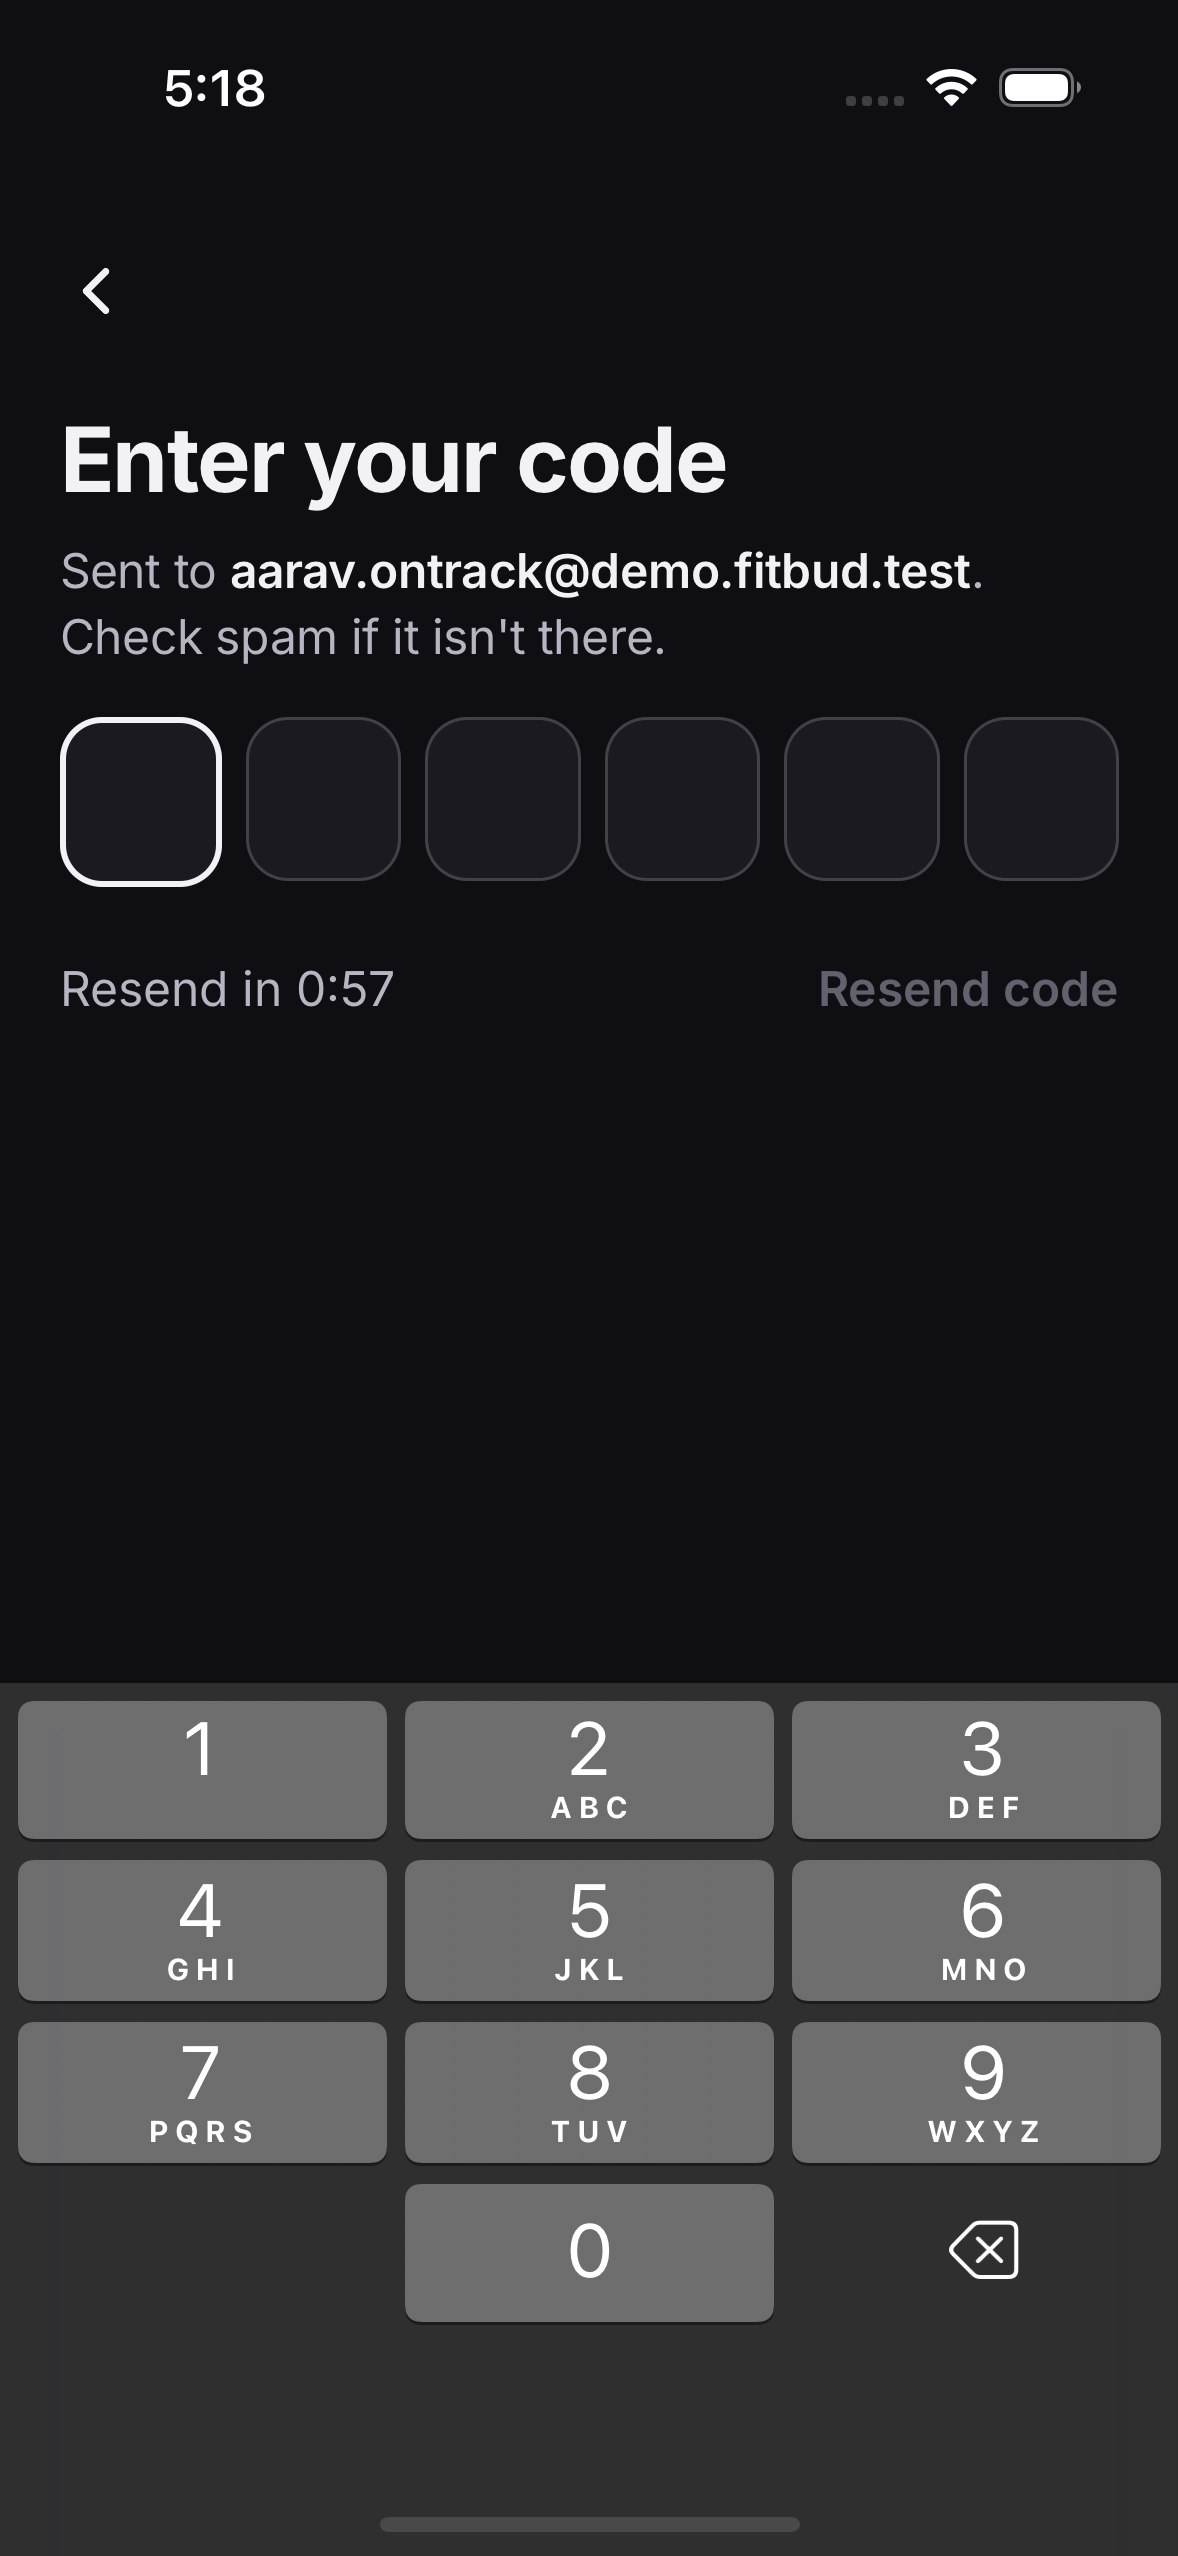 5:18
Enter your code
Sent to aarav.ontrack@demo.fitbud.test.
Check spam if it isn't there.
Resend in 0:57 Resend code
1 2 3
ABC DEF
4 5 6
GHI JKL MNO
7 8 9
PQRS TUV WXYZ
0